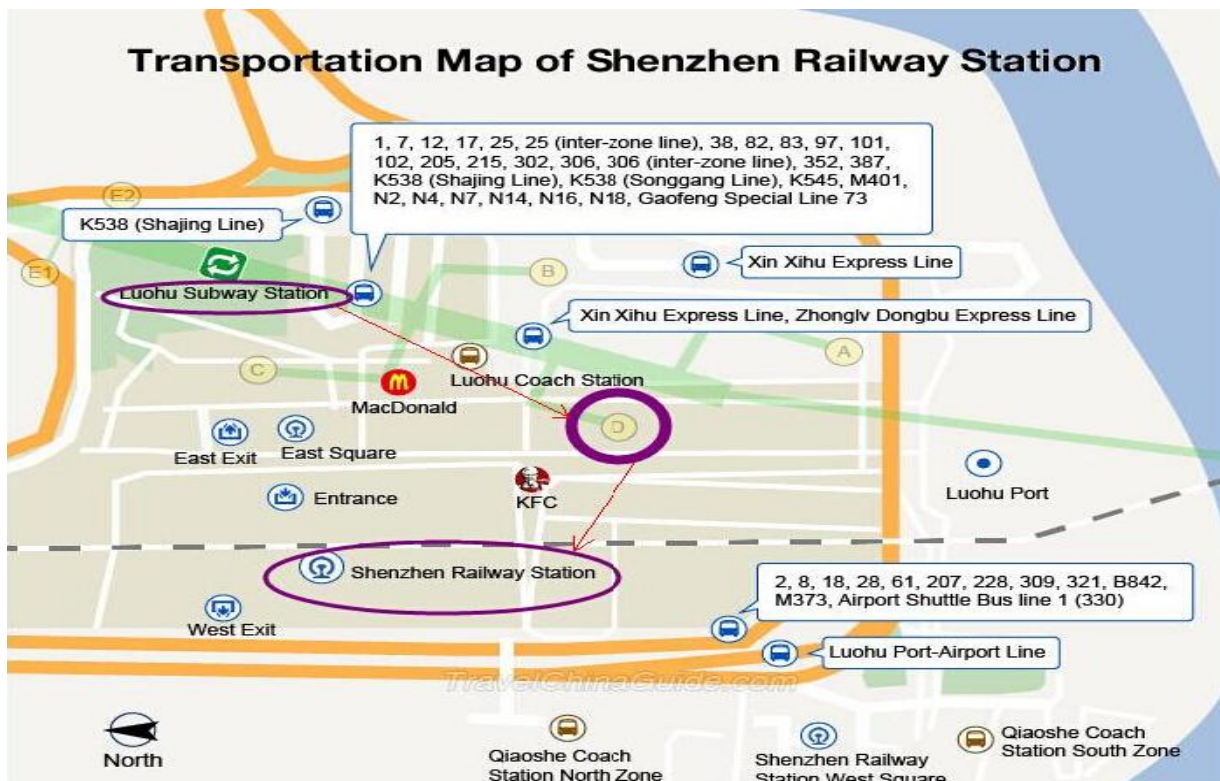 Transportation Map of Shenzhen Railway Station
1, 7, 12, 17, 25, 25 (inter-zone line), 38, 82, 83, 97, 101,
102, 205, 215, 302, 306, 306 (inter-zone line), 352, 387,
K538 (Shajing Line), K538 (Songgang Line), K545, M401,
N2, N4, N7, N14, N16, N18, Gaofeng Special Line 73
E2
K538 (Shajing Line)
E1
Luohu Subway Station
B
Xin Xihu Express Line
Xin Xihu Express Line, Zhonglv Dongbu Express Line
A
C
Luohu Coach Station
MacDonald
D
East Exit
East Square
Entrance
KFC
Luohu Port
Shenzhen Railway Station
West Exit
2, 8, 18, 28, 61, 207, 228, 309, 321, B842,
M373, Airport Shuttle Bus line 1 (330)
Luohu Port-Airport Line
TravelChinaGuide.com
North
Qiaoshe Coach
Station North Zone
Shenzhen Railway
Station West Square
Qiaoshe Coach
Station South Zone